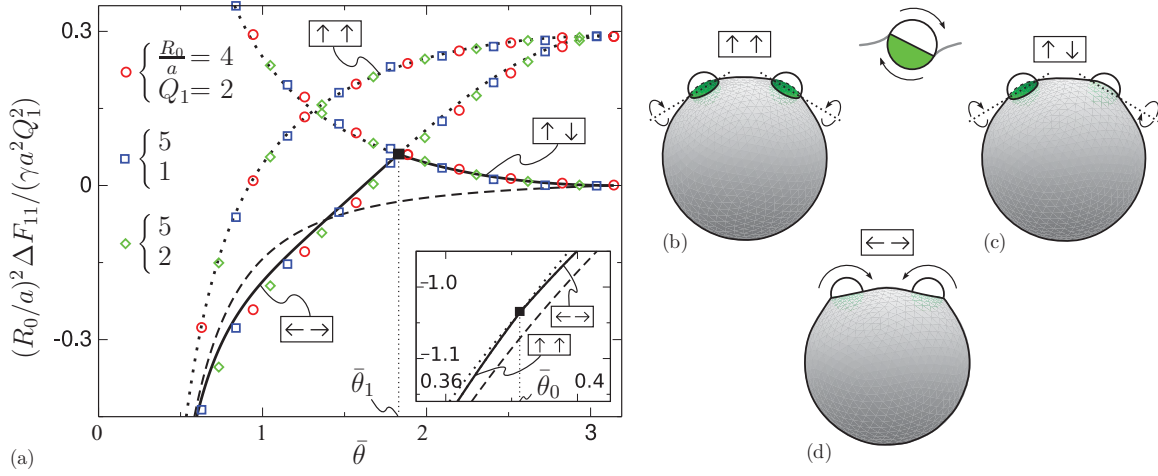 (R₀/a)² ΔF₁₁/(γa²Q₁²)
0.3
0
−0.3
R₀/a = 4
Q₁ = 2
5
1
5
2
↑ ↑
↑ ↓
← →
θ̄₁
−1.0
−1.1
0.36
θ̄₀
0.4
← →
↑ ↑
0 1 2 3
θ̄
(a)
↑ ↑
(b)
↑ ↓
(c)
← →
(d)